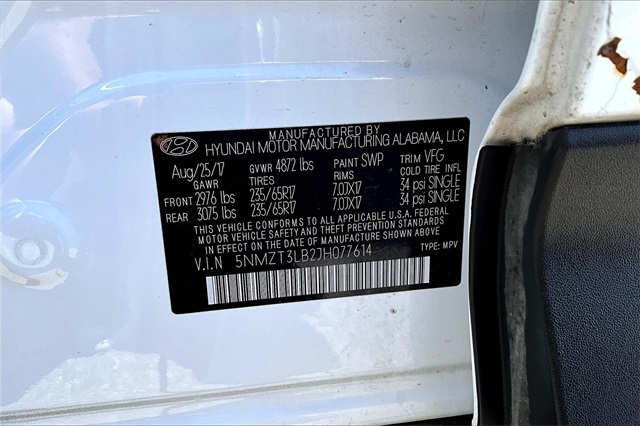 MANUFACTURED BY
HYUNDAI MOTOR MANUFACTURING ALABAMA, LLC
Aug/25/17 GVWR 4872 lbs PAINT SWP TRIM VFG
GAWR TIRES RIMS COLD TIRE INFL
FRONT 2976 lbs 235/65R17 7.0JX17 34 psi SINGLE
REAR 3075 lbs 235/65R17 7.0JX17 34 psi SINGLE
THIS VEHICLE CONFORMS TO ALL APPLICABLE U.S.A. FEDERAL
MOTOR VEHICLE SAFETY AND THEFT PREVENTION STANDARDS
IN EFFECT ON THE DATE OF MANUFACTURE SHOWN ABOVE.
V.I.N 5NMZT3LB2JH077614 TYPE: MPV